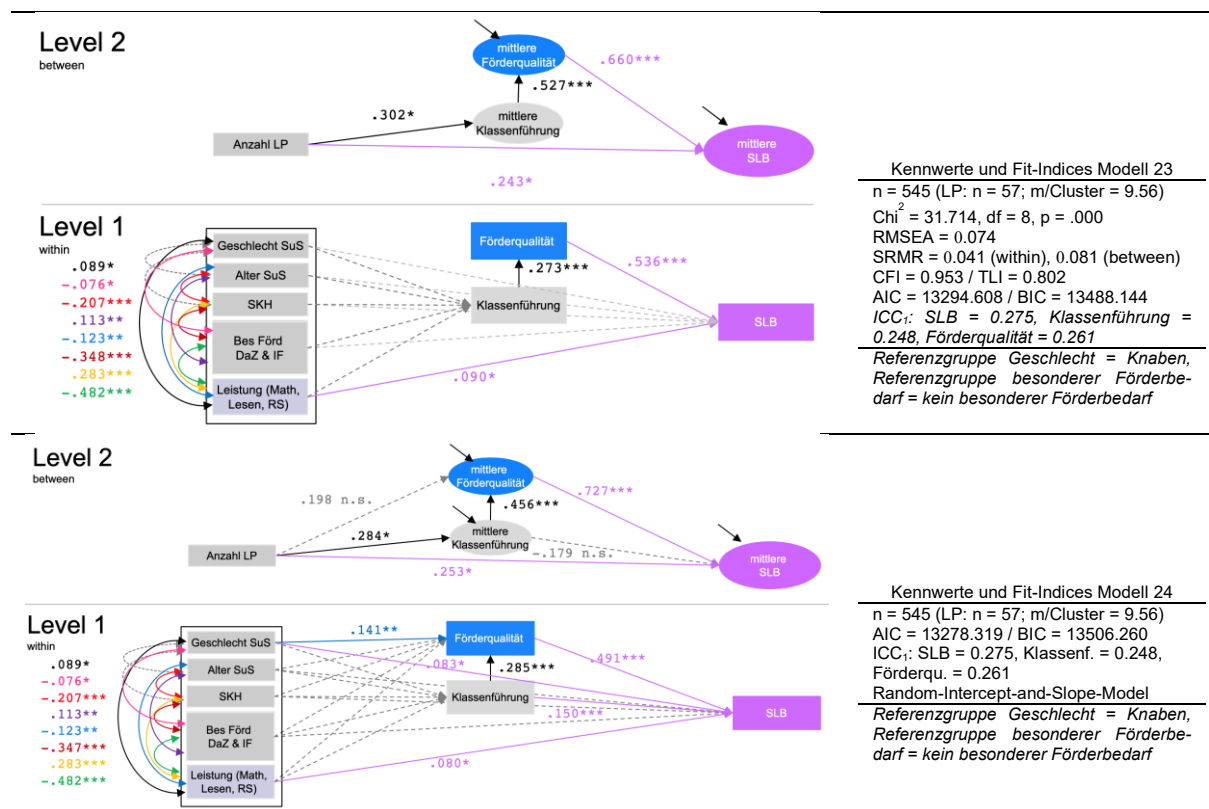 Level 2
between
mittlere
Förderqualität
.660***
.527***
.302*
mittlere
Klassenführung
Anzahl LP
mittlere
SLB
.243*
Level 1
within
.089*
-.076*
-.207***
.113**
-.123**
-.348***
.283***
-.482***
Geschlecht SuS
Alter SuS
SKH
Bes Förd
DaZ & IF
Leistung (Math,
Lesen, RS)
Förderqualität
.273***
.536***
Klassenführung
SLB
.090*
Kennwerte und Fit-Indices Modell 23
n = 545 (LP: n = 57; m/Cluster = 9.56)
Chi² = 31.714, df = 8, p = .000
RMSEA = 0.074
SRMR = 0.041 (within), 0.081 (between)
CFI = 0.953 / TLI = 0.802
AIC = 13294.608 / BIC = 13488.144
ICC₁: SLB = 0.275, Klassenführung =
0.248, Förderqualität = 0.261
Referenzgruppe Geschlecht = Knaben,
Referenzgruppe besonderer Förderbe-
darf = kein besonderer Förderbedarf
Level 2
between
mittlere
Förderqualität
.727***
.198 n.s.
.456***
.284*
mittlere
Klassenführung
-.179 n.s.
Anzahl LP
mittlere
SLB
.253*
Level 1
within
.089*
-.076*
-.207***
.113**
-.123**
-.347***
.283***
-.482***
Geschlecht SuS
Alter SuS
SKH
Bes Förd
DaZ & IF
Leistung (Math,
Lesen, RS)
.141**
Förderqualität
.083*
.285***
.491***
Klassenführung
.150***
SLB
.080*
Kennwerte und Fit-Indices Modell 24
n = 545 (LP: n = 57; m/Cluster = 9.56)
AIC = 13278.319 / BIC = 13506.260
ICC₁: SLB = 0.275, Klassenf. = 0.248,
Förderqu. = 0.261
Random-Intercept-and-Slope-Model
Referenzgruppe Geschlecht = Knaben,
Referenzgruppe besonderer Förderbe-
darf = kein besonderer Förderbedarf